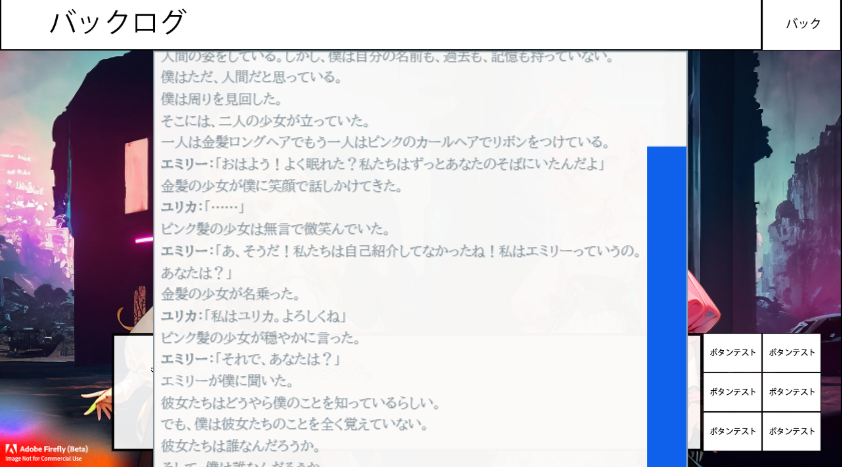 バックログ
バック
人間の姿をしている。しかし、僕は自分の名前も、過去も、記憶も持っていない。
僕はただ、人間だと思っている。
僕は周りを見回した。
そこには、二人の少女が立っていた。
一人は金髪ロングヘアでもう一人はピンクのカールヘアでリボンをつけている。
エミリー：「おはよう！よく眠れた？私たちはずっとあなたのそばにいたんだよ」
金髪の少女が僕に笑顔で話しかけてきた。
ユリカ：「……」
ピンク髪の少女は無言で微笑んでいた。
エミリー：「あ、そうだ！私たちは自己紹介してなかったね！私はエミリーっていうの。
あなたは？」
金髪の少女が名乗った。
ユリカ：「私はユリカ。よろしくね」
ピンク髪の少女が穏やかに言った。
エミリー：「それで、あなたは？」
エミリーが僕に聞いた。
彼女たちはどうやら僕のことを知っているらしい。
でも、僕は彼女たちのことを全く覚えていない。
彼女たちは誰なんだろうか。
そして、僕は誰なんだろうか
ボタンテスト ボタンテスト
ボタンテスト ボタンテスト
ボタンテスト ボタンテスト
Adobe Firefly (Beta)
Image Not for Commercial Use